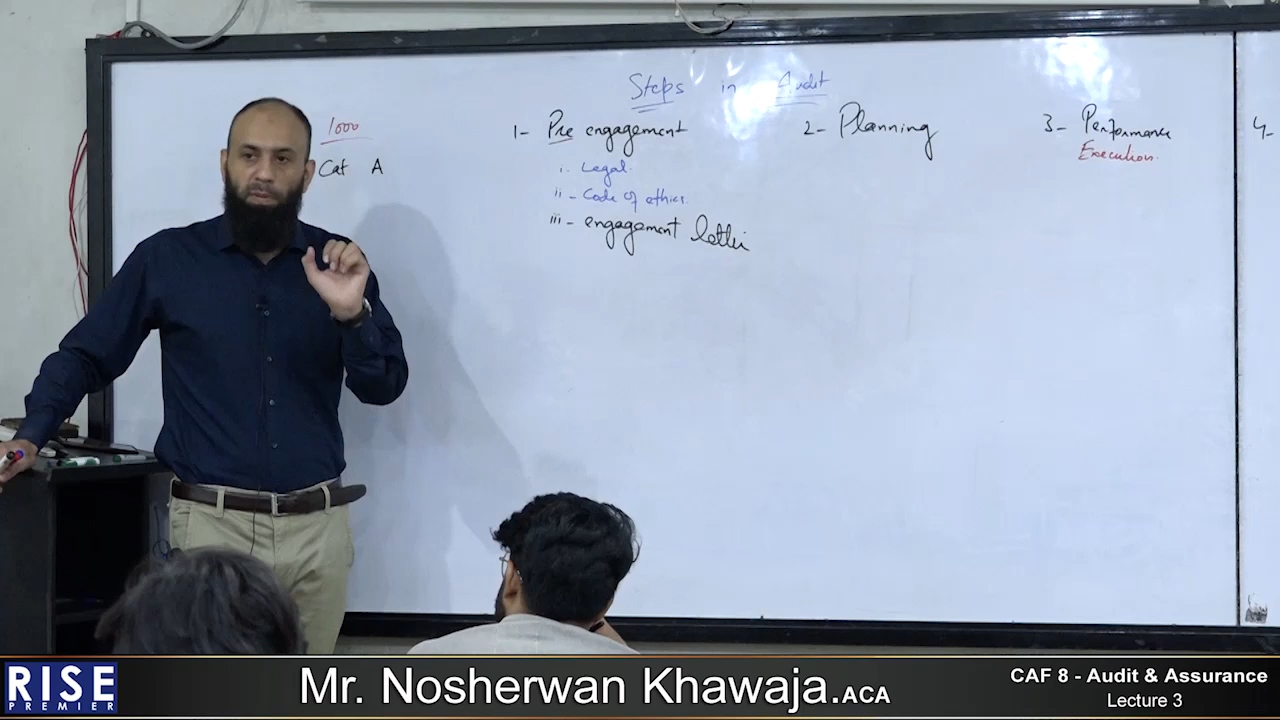 Steps in Audit
1000
Cat A
1- Pre engagement
i. Legal.
ii - Code of ethics.
iii - engagement letter
2- Planning
3- Performance
Execution.
4-
RISE
PREMIER
Mr. Nosherwan Khawaja.ACA
CAF 8 - Audit & Assurance
Lecture 3